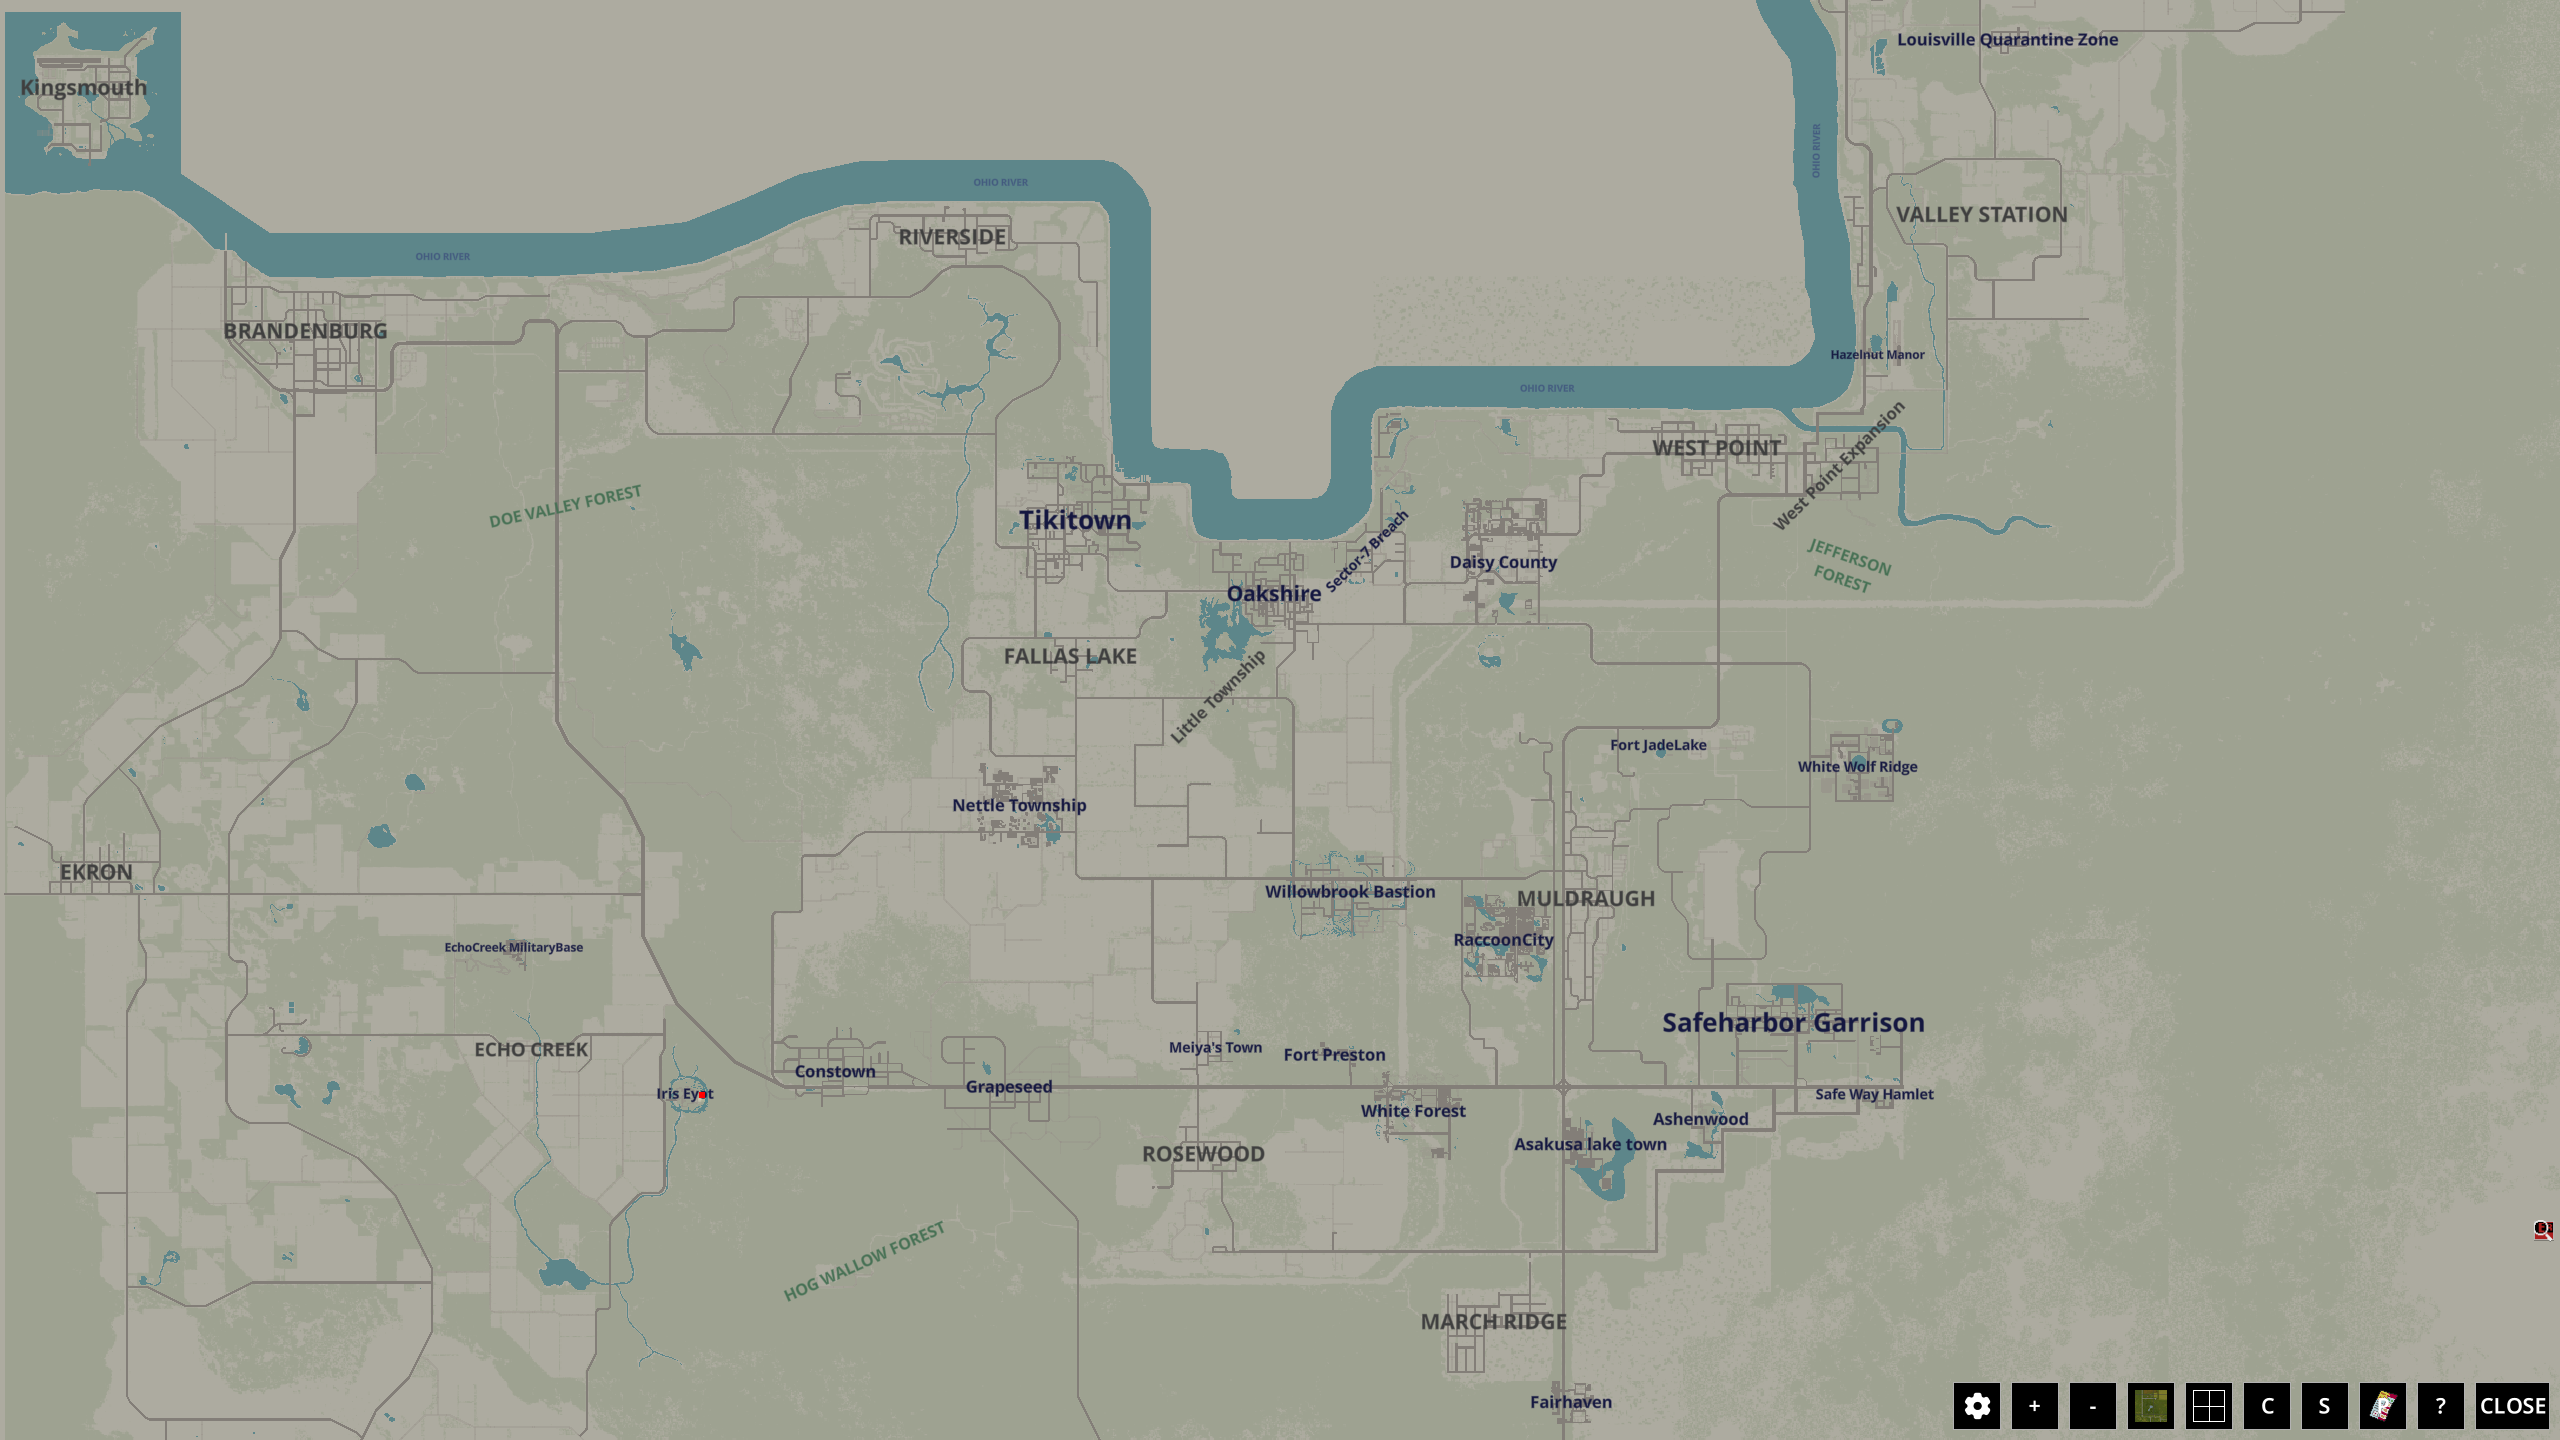 Louisville Quarantine Zone
Kingsmouth
OHIO RIVER
OHIO RIVER
VALLEY STATION
RIVERSIDE
OHIO RIVER
BRANDENBURG
Hazelnut Manor
OHIO RIVER
WEST POINT
West Point Expansion
DOE VALLEY FOREST
Tikitown
Sector-7 Breach
Daisy County
JEFFERSON
FOREST
Oakshire
FALLAS LAKE
Little Township
Fort JadeLake
White Wolf Ridge
Nettle Township
EKRON
Willowbrook Bastion
MULDRAUGH
RaccoonCity
EchoCreek MilitaryBase
Safeharbor Garrison
ECHO CREEK
Meiya's Town
Fort Preston
Constown
Grapeseed
Iris Eyot
Safe Way Hamlet
White Forest
Ashenwood
Asakusa lake town
ROSEWOOD
HOG WALLOW FOREST
MARCH RIDGE
Fairhaven
+
-
C
S
?
CLOSE